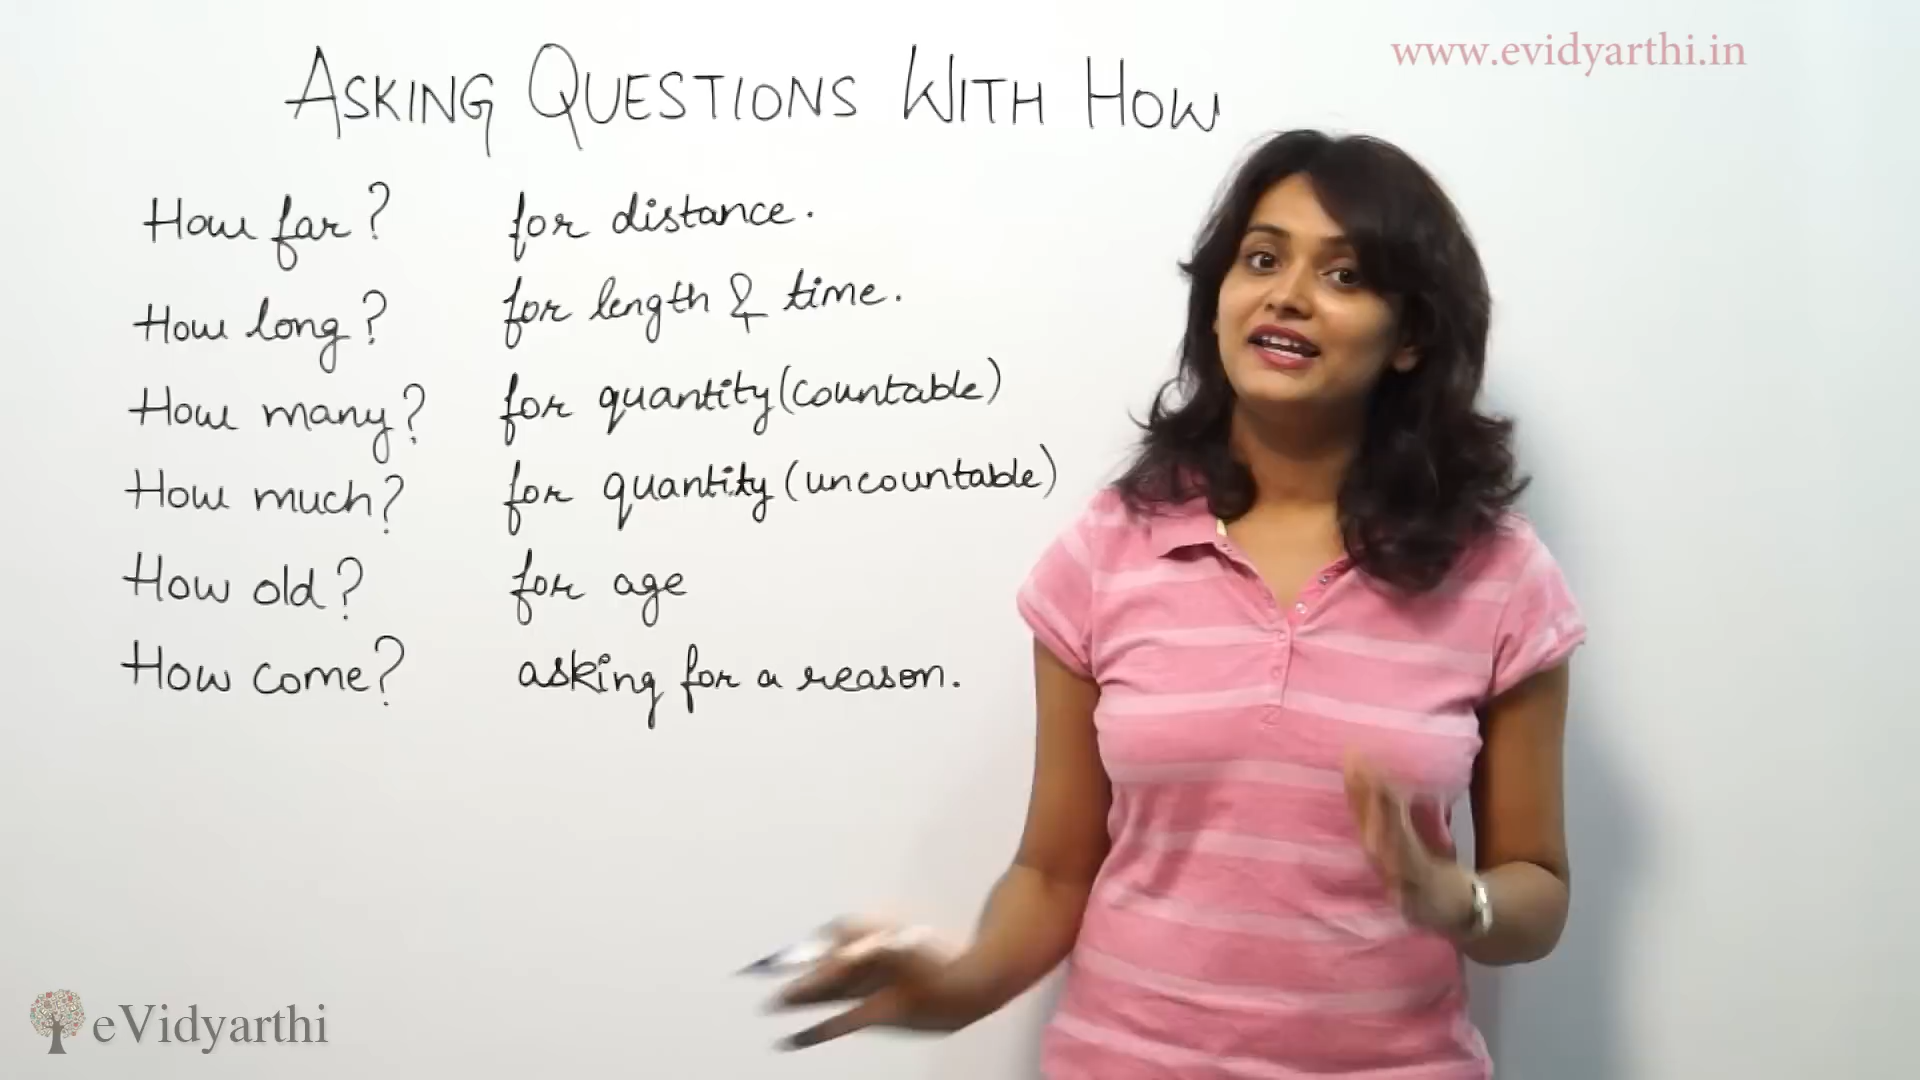 www.evidyarthi.in
ASKING QUESTIONS WITH HOW
How far? for distance.
How long? for length & time.
How many? for quantity (countable)
How much? for quantity (uncountable)
How old? for age
How come? asking for a reason.
eVidyarthi